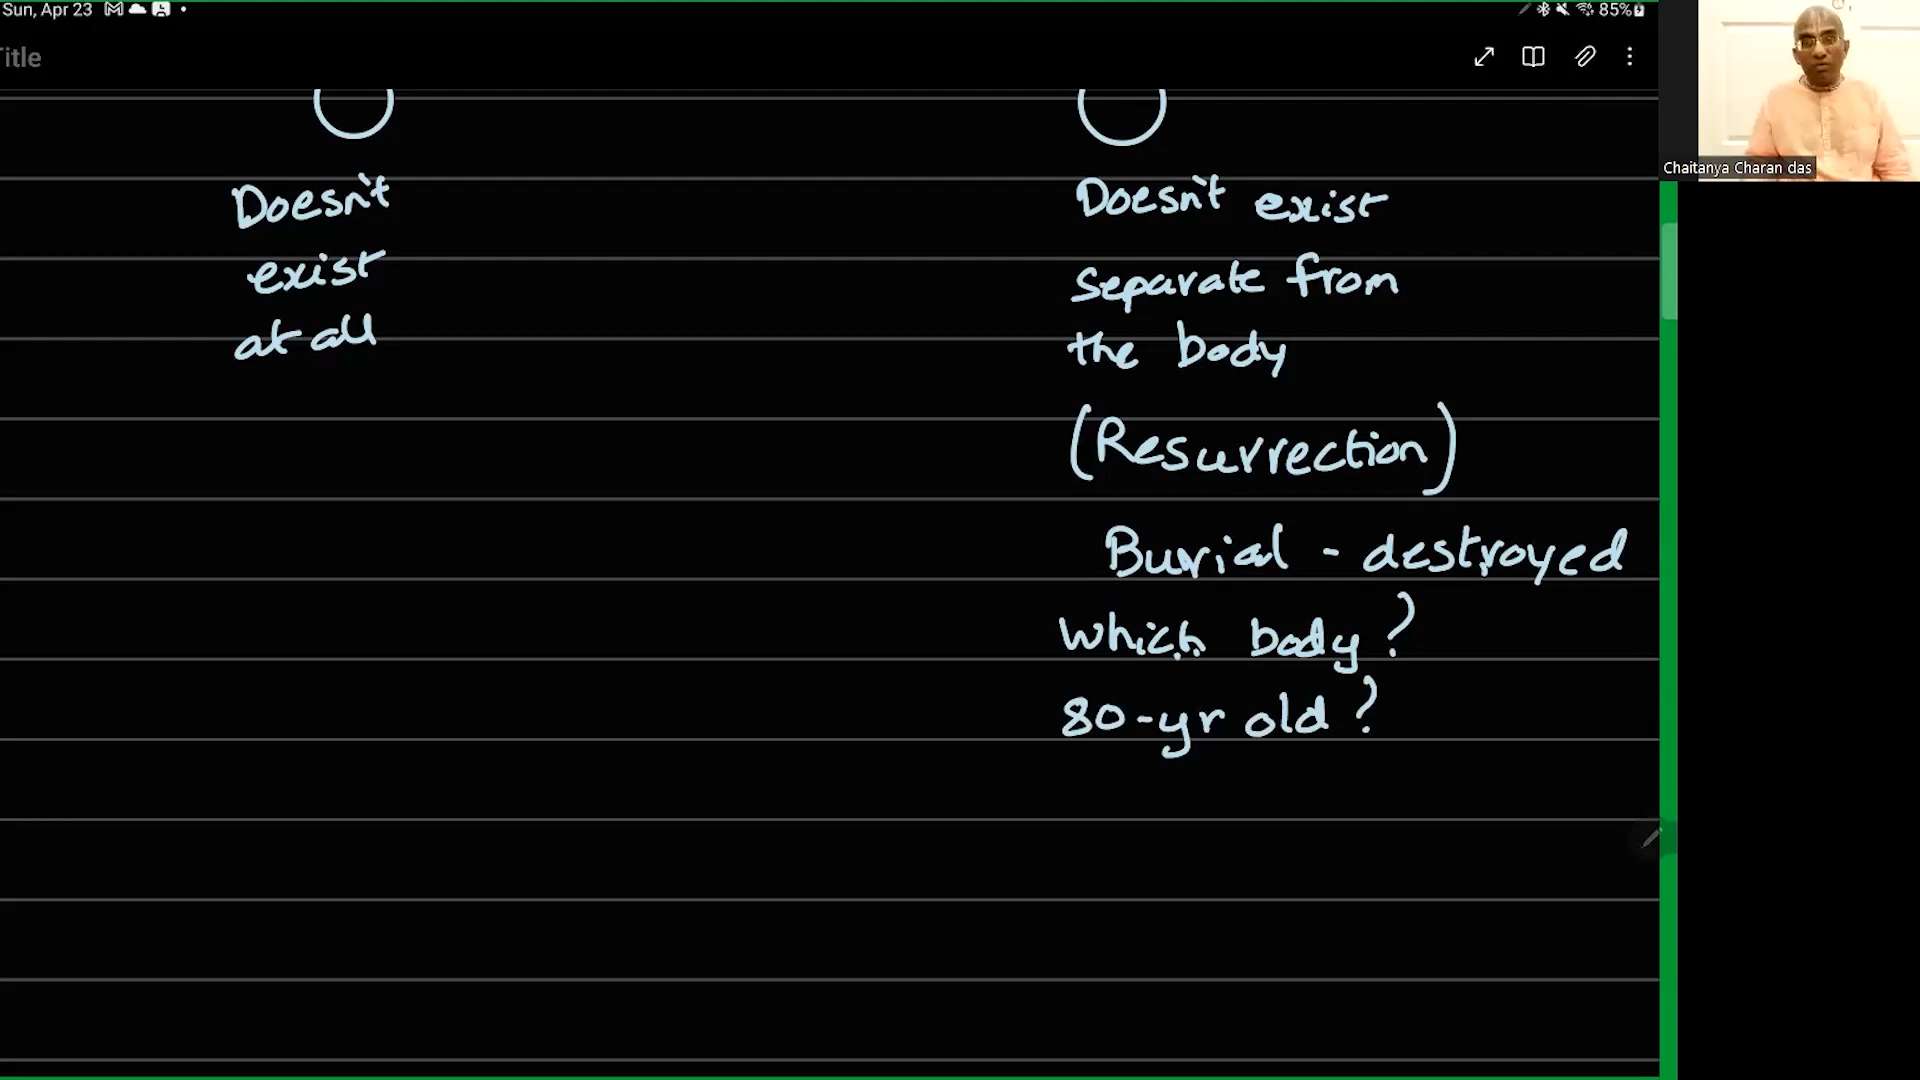 Sun, Apr 23
85%
itle
Chaitanya Charan das
Doesn't
exist
at all
Doesn't exist
separate from
the body
(Resurrection)
Burial - destroyed
Which body?
80-yr old?